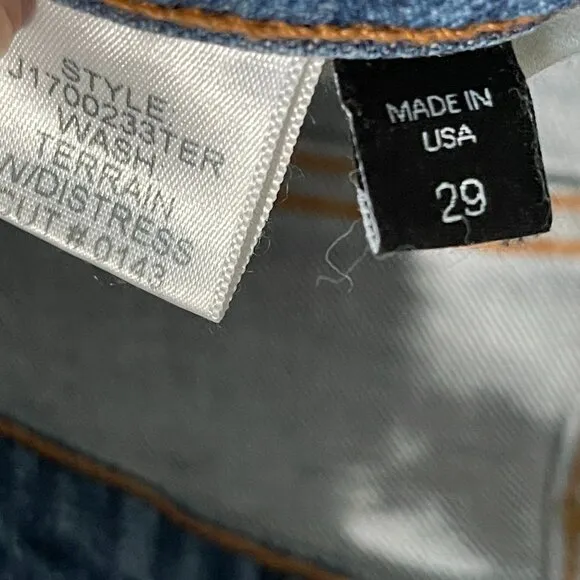 STYLE:
J1700233TER
WASH
TERRAIN
W/DISTRESS
CUT # 0143
MADE IN
USA
29